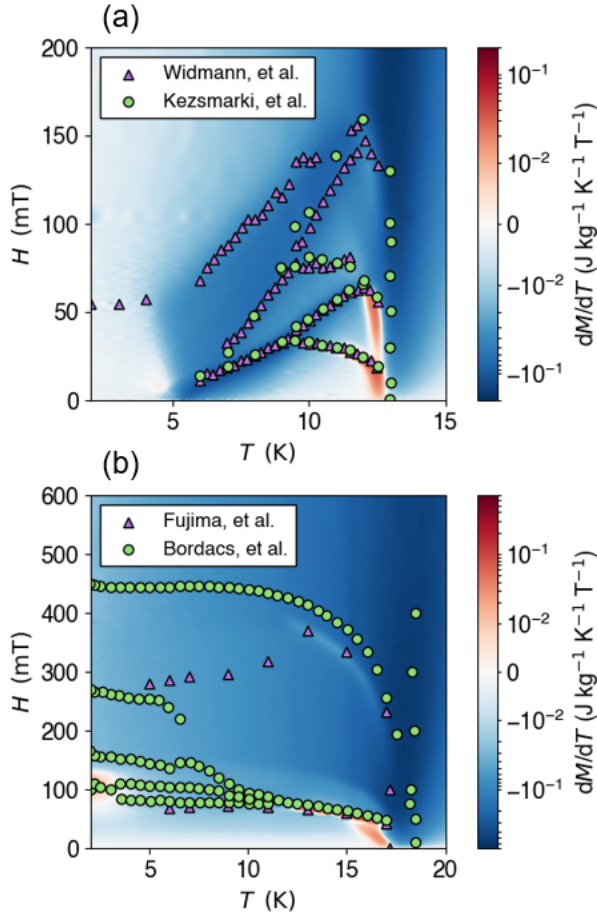 (a)
200
150
100
50
0
H (mT)
Widmann, et al.
Kezsmarki, et al.
5
10
15
T (K)
10⁻¹
10⁻²
0
−10⁻²
−10⁻¹
dM/dT (J kg⁻¹ K⁻¹ T⁻¹)
(b)
600
500
400
300
200
100
0
H (mT)
Fujima, et al.
Bordacs, et al.
5
10
15
20
T (K)
10⁻¹
10⁻²
0
−10⁻²
−10⁻¹
dM/dT (J kg⁻¹ K⁻¹ T⁻¹)